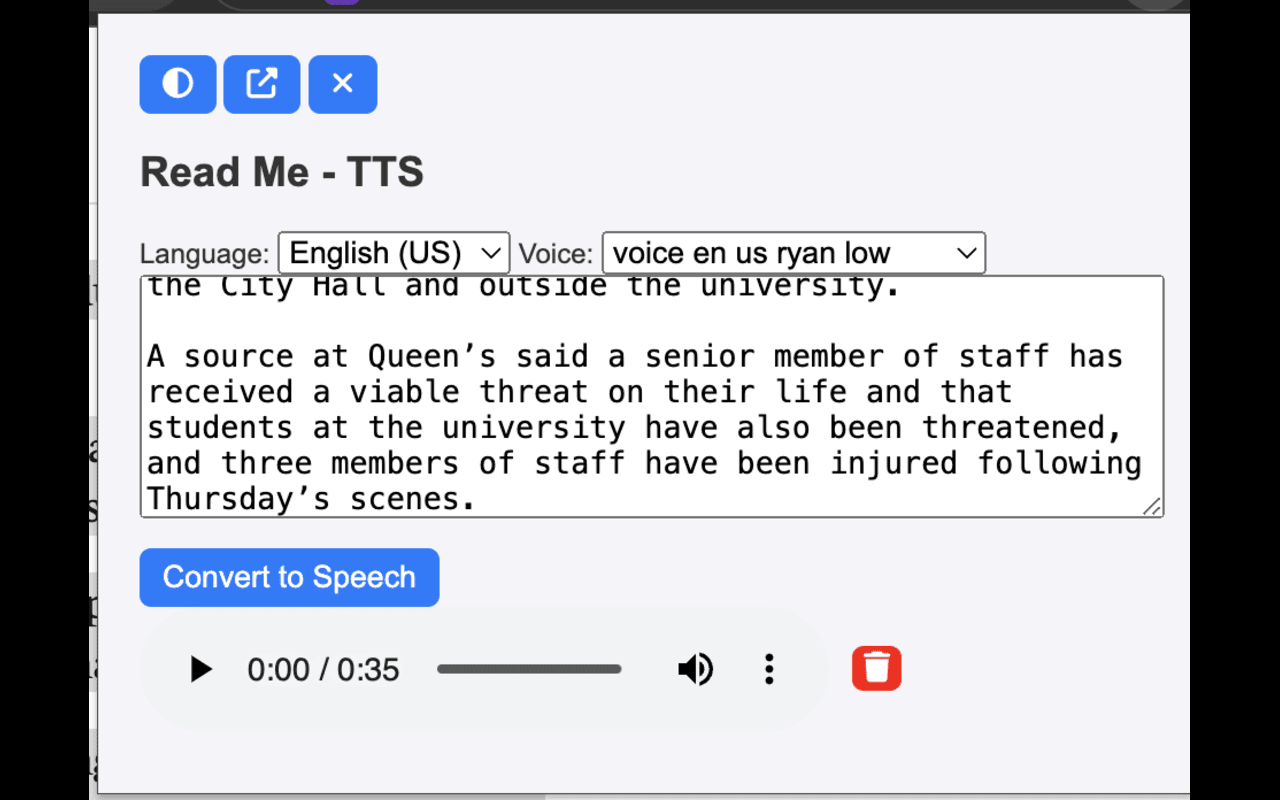 Read Me - TTS
Language: English (US) Voice: voice en us ryan low
the City Hall and outside the university.
A source at Queen’s said a senior member of staff has
received a viable threat on their life and that
students at the university have also been threatened,
and three members of staff have been injured following
Thursday’s scenes.
Convert to Speech
0:00 / 0:35